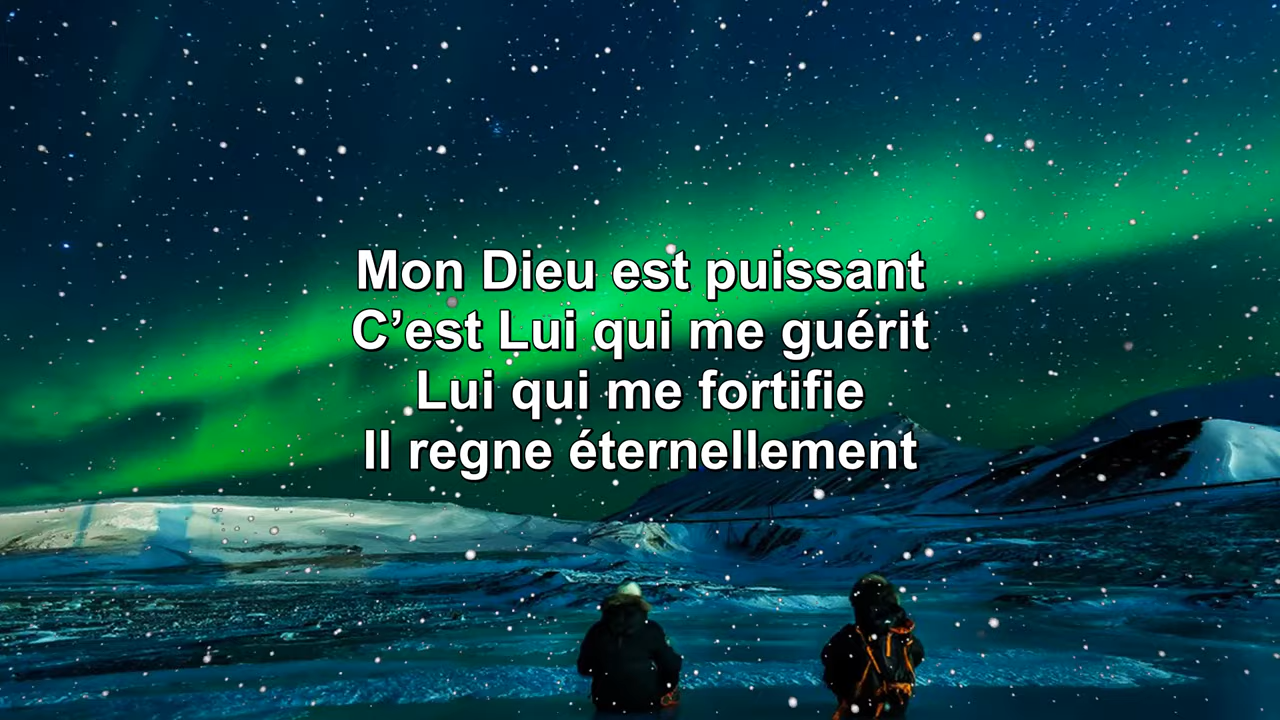 Mon Dieu est puissant
C’est Lui qui me guérit
Lui qui me fortifie
Il regne éternellement